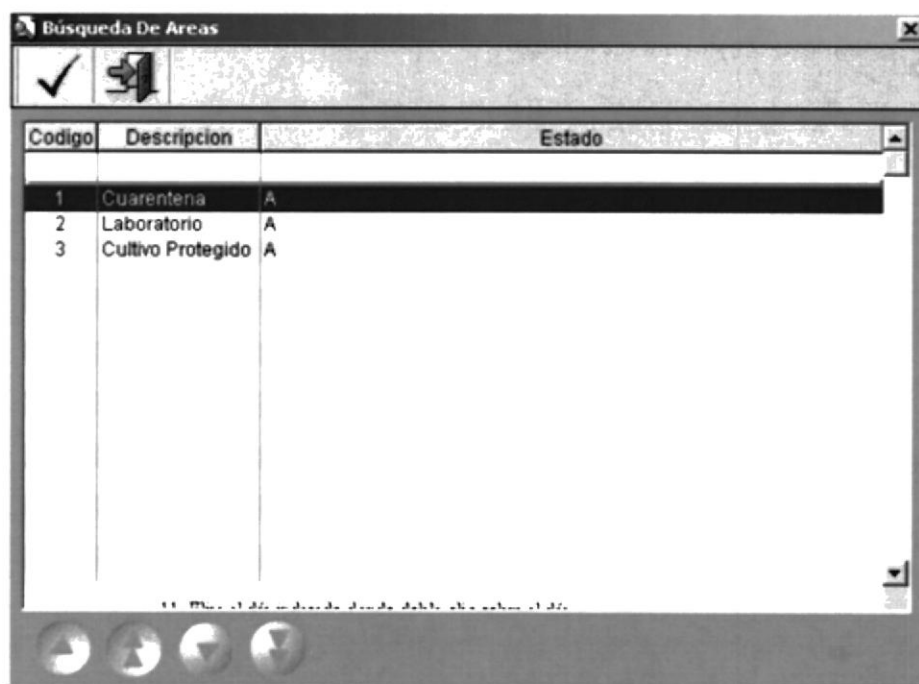 Búsqueda De Areas
Codigo Descripcion Estado
1 Cuarentena A
2 Laboratorio A
3 Cultivo Protegido A